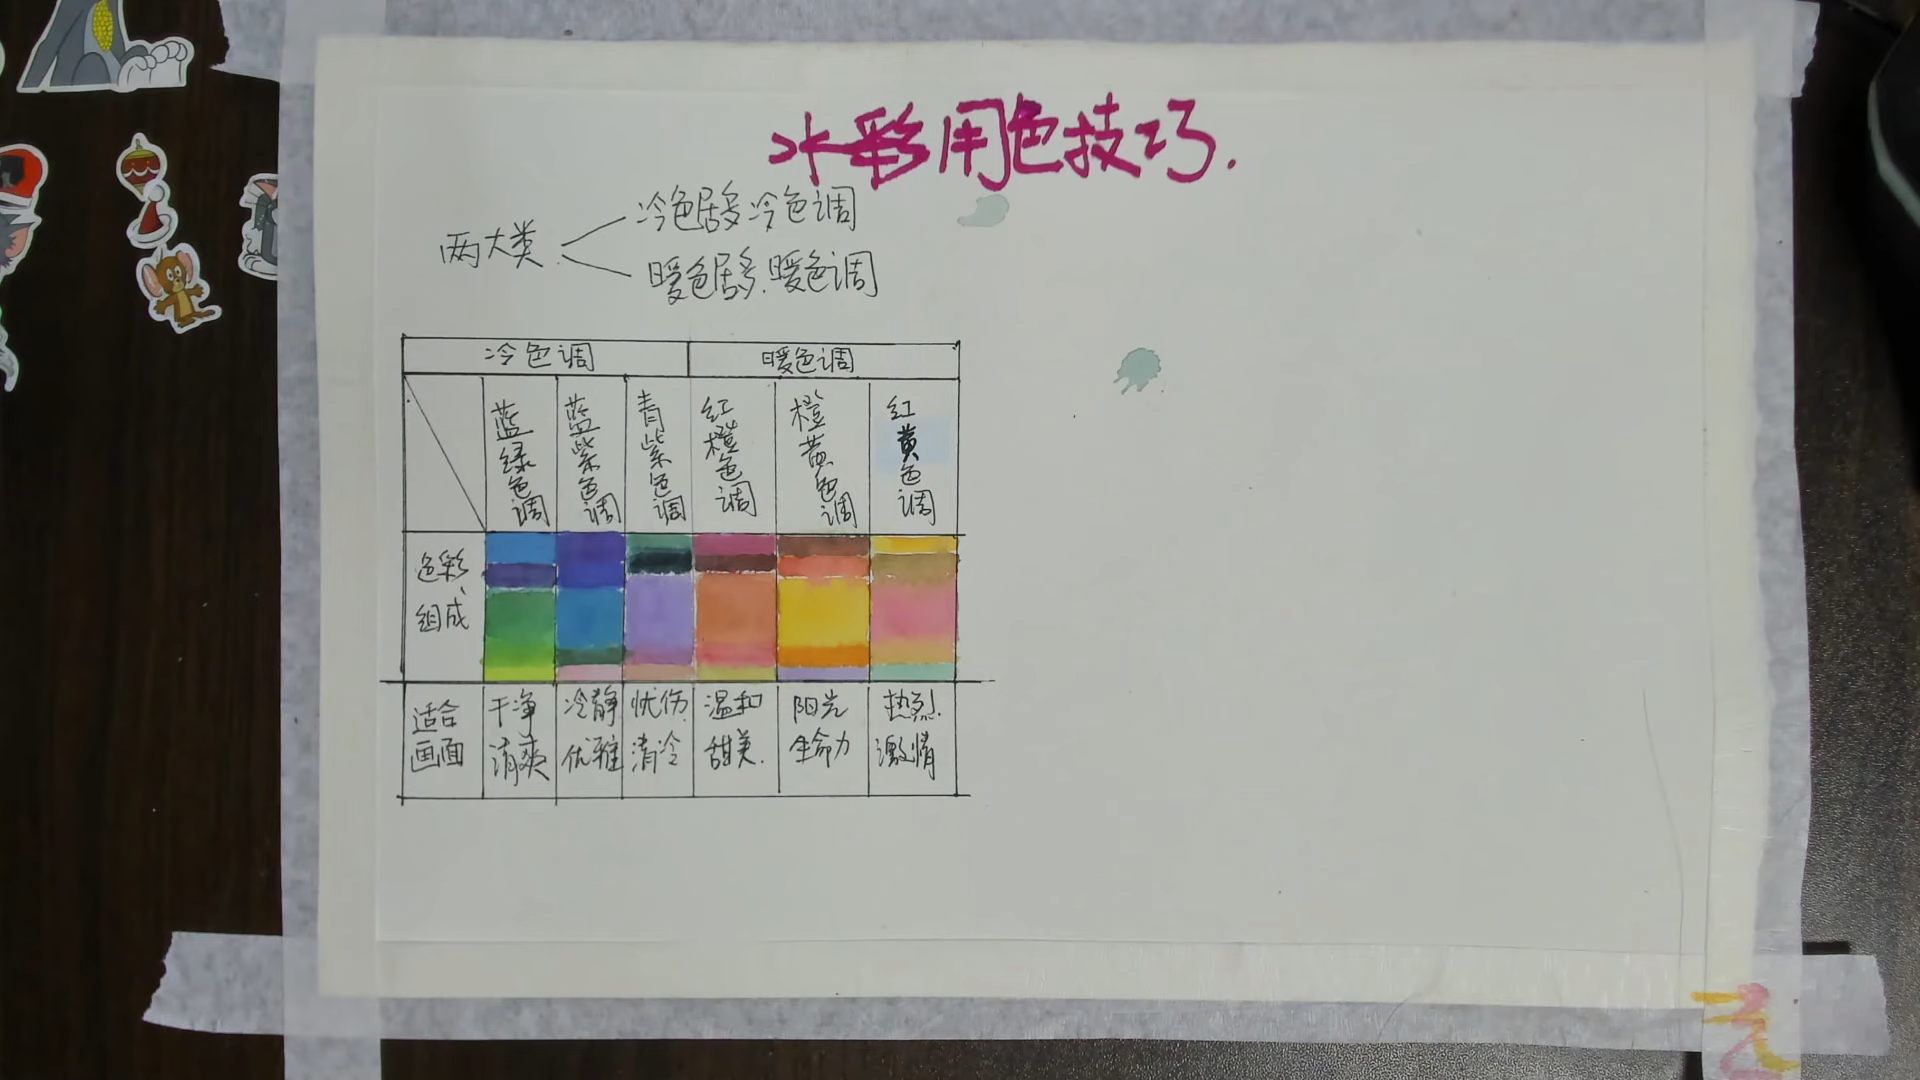 水彩用色技巧.
两大类
冷色居多冷色调
暖色居多.暖色调
冷色调 暖色调
蓝绿色调 蓝紫色调 青紫色调 红橙色调 橙黄色调 红黄色调
色彩、组成
适合画面
干净清爽 冷静优雅 忧伤清冷 温和甜美. 阳光生命力 热烈激情